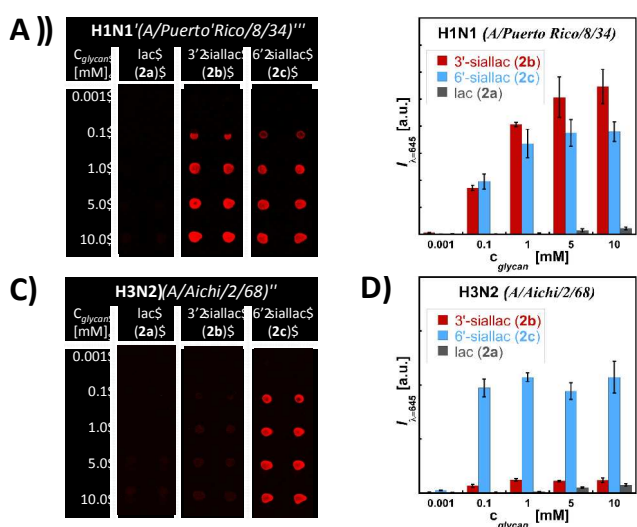 A))
H1N1'(A/Puerto'Rico/8/34)'''
C_glycan$ lac$ 3'2siallac$ 6'2siallac$
[mM]$ (2a)$ (2b)$ (2c)$
0.001$
0.1$
1.0$
5.0$
10.0$
H1N1 (A/Puerto Rico/8/34)
3'-siallac (2b)
6'-siallac (2c)
lac (2a)
I λ=645 [a.u.]
0.001 0.1 1 5 10
c glycan [mM]
C)
H3N2)(A/Aichi/2/68)''
C_glycan$ lac$ 3'2siallac$ 6'2siallac$
[mM]$ (2a)$ (2b)$ (2c)$
0.001$
0.1$
1.0$
5.0$
10.0$
D)
H3N2 (A/Aichi/2/68)
3'-siallac (2b)
6'-siallac (2c)
lac (2a)
I λ=645 [a.u.]
0.001 0.1 1 5 10
c glycan [mM]